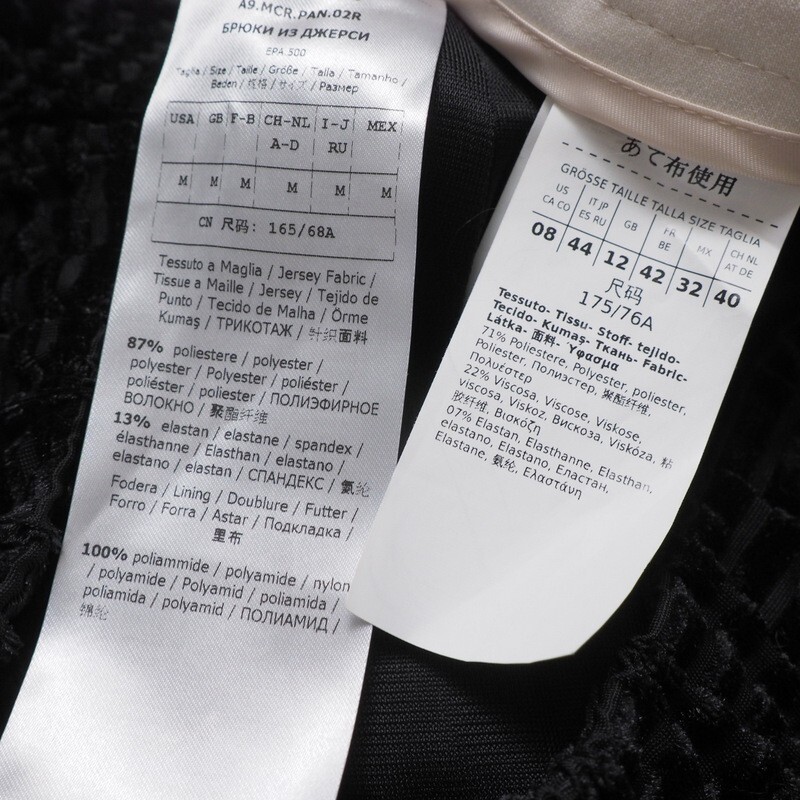 A9.MCR.PAN.02R
БРЮКИ ИЗ ДЖЕРСИ
EPA 500
Taglia / Size / Taille / Größe / Talla / Tamanho /
Beden / 规格 / サイズ / Размер
USA GB F-B CH-NL I-J MEX
A-D RU
M M M M M M
CN 尺码: 165/68A
Tessuto a Maglia / Jersey Fabric /
Tissue a Maille / Jersey / Tejido de
Punto / Tecido de Malha / Örme
Kumaş / ТРИКОТАЖ / 针织面料
87% poliestere / polyester /
polyester / Polyester / poliéster /
poliéster / poliester / ПОЛИЭФИРНОЕ
ВОЛОКНО / 聚酯纤维
13% elastan / elastane / spandex /
élasthanne / Elasthan / elastano /
elastano / elastan / СПАНДЕКС / 氨纶
Fodera / Lining / Doublure / Futter /
Forro / Forra / Astar / Подкладка /
里布
100% poliammide / polyamide / nylon
/ polyamide / Polyamid / poliamida /
poliamida / polyamid / ПОЛИАМИД /
锦纶
あて布使用
GRÖSSE TAILLE TALLA SIZE TAGLIA
US IT JP GB FR MX CH NL
CA CO ES RU BE AT DE
08 44 12 42 32 40
尺码
175/76A
Tessuto- Tissu- Stoff- tejido-
Tecido- Kumaş- Ткань- Fabric-
Látka- 面料- Υφασμα
71% Poliestere, Polyester, poliester,
Poliester, Полиэстер, 聚酯纤维,
Πολυέστερ
22% Viscosa, Viscose, Viskose,
viscosa, Viskoz, Вискоза, Viskóza, 粘
胶纤维, Βισκόζη
07% Elastan, Elasthanne, Elasthan,
elastano, Elastano, Еластан,
Elastane, 氨纶, Ελαστάνη